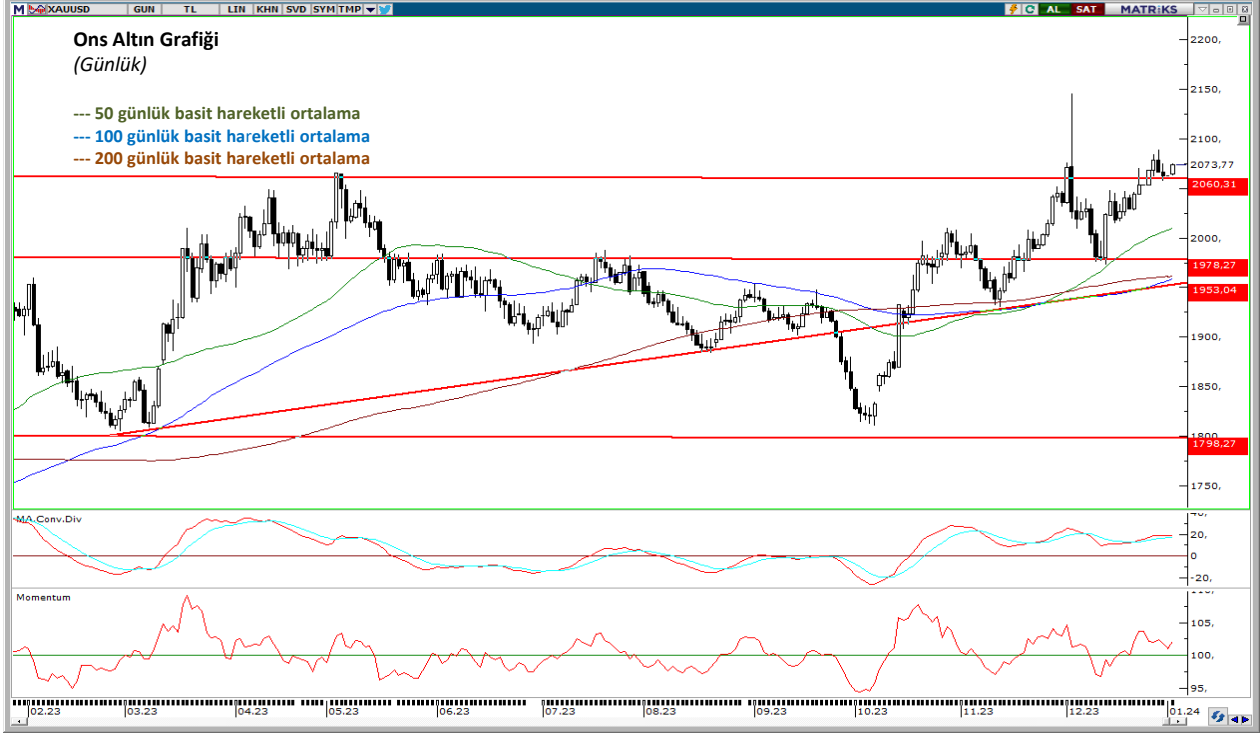 M XAUUSD GUN TL LIN KHN SVD SYM TMP C AL SAT MATRiKS
Ons Altın Grafiği
(Günlük)
--- 50 günlük basit hareketli ortalama
--- 100 günlük basit hareketli ortalama
--- 200 günlük basit hareketli ortalama
2200,
2150,
2100,
2073,77
2060,31
2000,
1978,27
1953,04
1900,
1850,
1800,
1798,27
1750,
MA.Conv.Div
40,
20,
0
-20,
Momentum
110,
105,
100,
95,
02.23 03.23 04.23 05.23 06.23 07.23 08.23 09.23 10.23 11.23 12.23 01.24